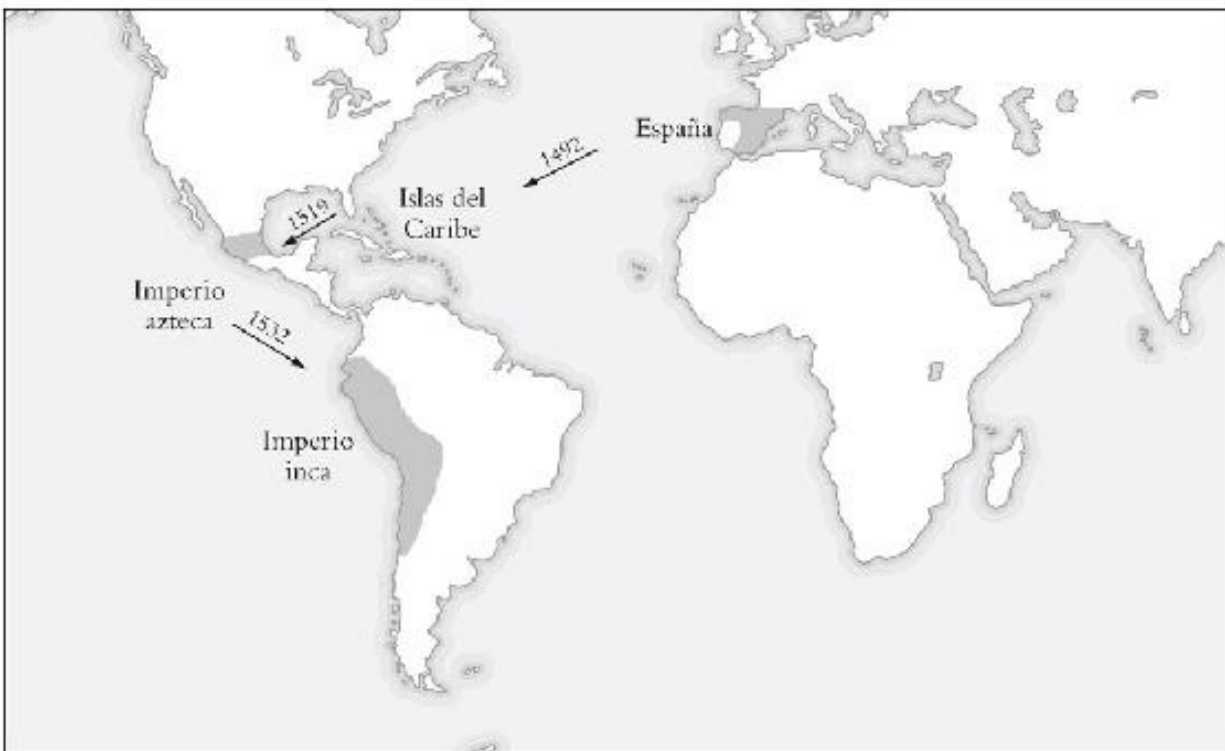 España
1492
Islas del
Caribe
1519
Imperio
azteca
1532
Imperio
inca